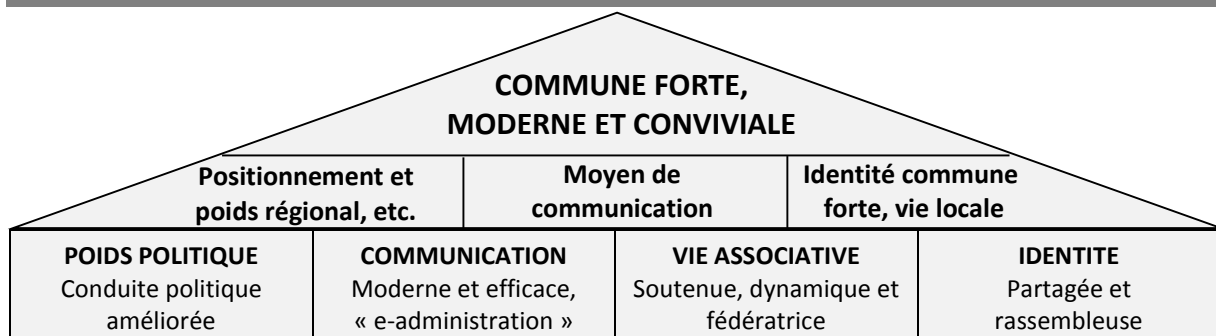 COMMUNE FORTE,
MODERNE ET CONVIVIALE
Positionnement et
poids régional, etc.
Moyen de
communication
Identité commune
forte, vie locale
POIDS POLITIQUE
Conduite politique
améliorée
COMMUNICATION
Moderne et efficace,
« e-administration »
VIE ASSOCIATIVE
Soutenue, dynamique et
fédératrice
IDENTITE
Partagée et
rassembleuse